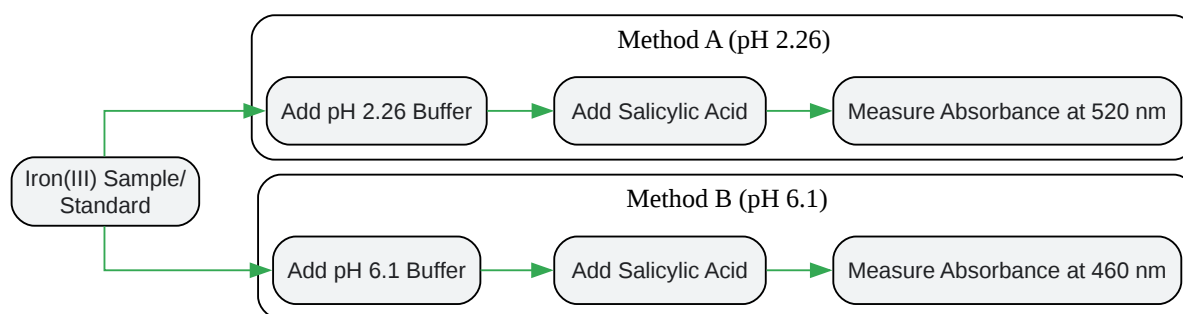 Method A (pH 2.26)
Add pH 2.26 Buffer
Add Salicylic Acid
Measure Absorbance at 520 nm
Iron(III) Sample/
Standard
Method B (pH 6.1)
Add pH 6.1 Buffer
Add Salicylic Acid
Measure Absorbance at 460 nm